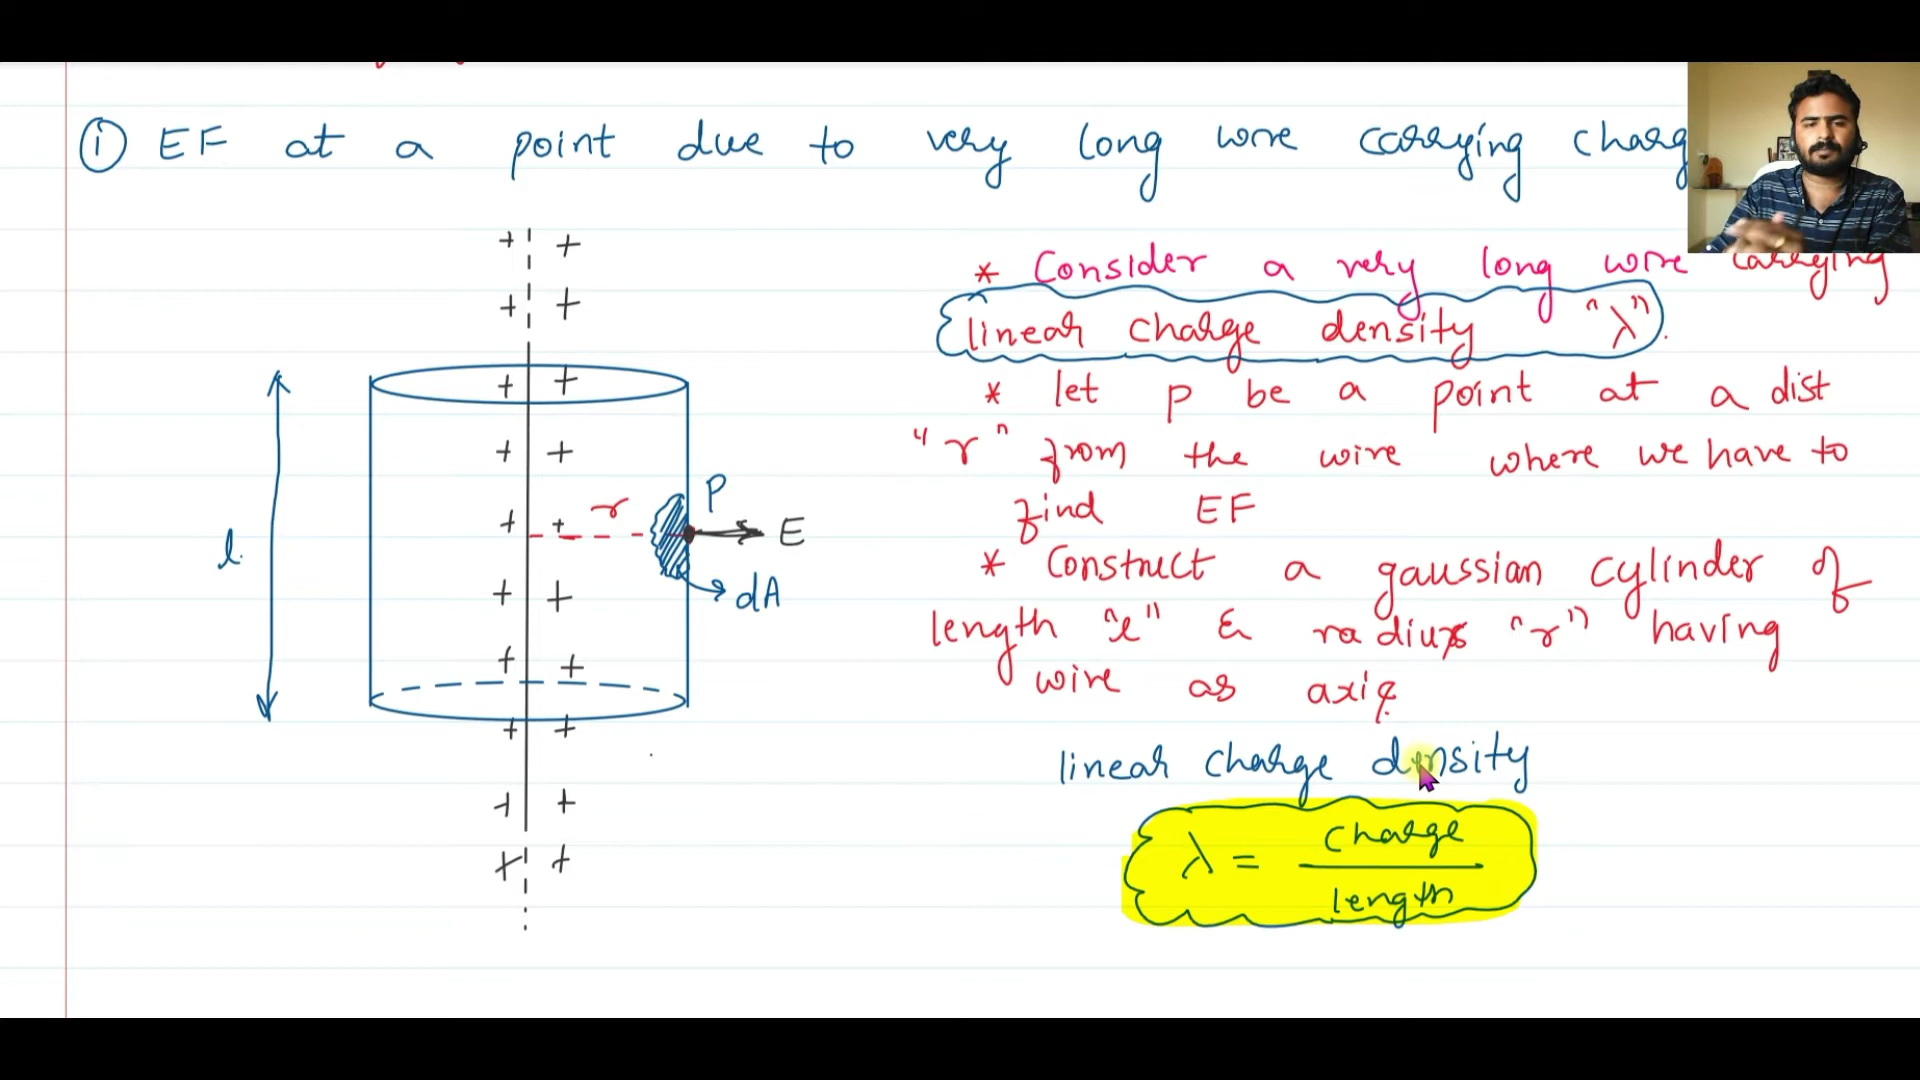 i EF at a point due to very long wire carrying charg
* Consider a very long wire carrying
linear charge density "λ".
* let p be a point at a dist
"r" from the wire where we have to
find EF
* Construct a gaussian cylinder of
length "l" & radius "r" having
wire as axis.
linear charge density
λ = charge
length
+ +
+ +
+ +
+ +
r P
+ + E
l
+ + dA
+ +
+ +
+ +
+ +